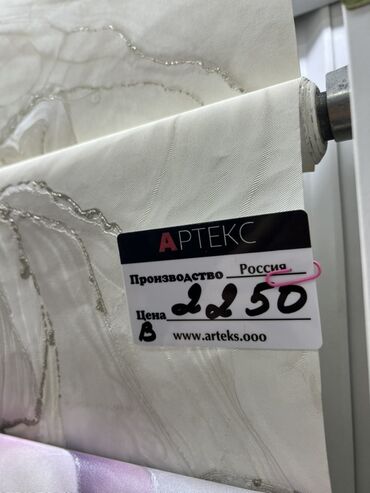 АРТЕКС
Производство Россия
Цена 2250
В
www.arteks.ooo